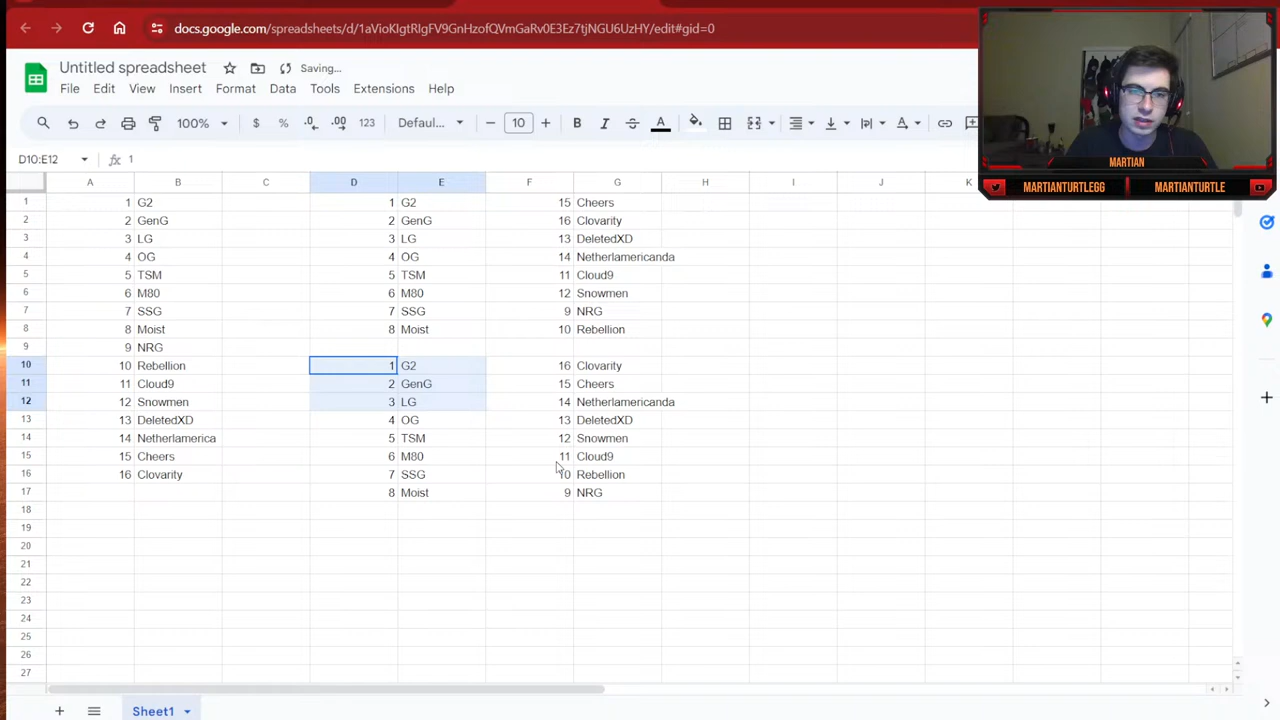 docs.google.com/spreadsheets/d/1aVioKIgtRIgFV9GnHzofQVmGaRv0E3Ez7tjNGU6UzHY/edit#gid=0
Untitled spreadsheet Saving...
File Edit View Insert Format Data Tools Extensions Help
100% $ % .0 .00 123 Defaul... 10 B I A
D10:E12 fx 1
MARTIAN
MARTIANTURTLEGG MARTIANTURTLE
A B C D E F G H I J K
1 1 G2 1 G2 15 Cheers
2 2 GenG 2 GenG 16 Clovarity
3 3 LG 3 LG 13 DeletedXD
4 4 OG 4 OG 14 Netherlamericanda
5 5 TSM 5 TSM 11 Cloud9
6 6 M80 6 M80 12 Snowmen
7 7 SSG 7 SSG 9 NRG
8 8 Moist 8 Moist 10 Rebellion
9 9 NRG
10 10 Rebellion 1 G2 16 Clovarity
11 11 Cloud9 2 GenG 15 Cheers
12 12 Snowmen 3 LG 14 Netherlamericanda
13 13 DeletedXD 4 OG 13 DeletedXD
14 14 Netherlamerica 5 TSM 12 Snowmen
15 15 Cheers 6 M80 11 Cloud9
16 16 Clovarity 7 SSG 10 Rebellion
17 8 Moist 9 NRG
18
19
20
21
22
23
24
25
26
27
Sheet1